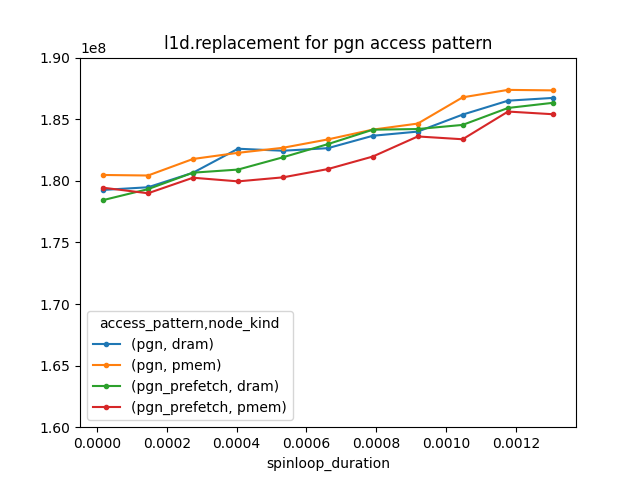 l1d.replacement for pgn access pattern
1e8
1.90
1.85
1.80
1.75
1.70
1.65
1.60
access_pattern,node_kind
(pgn, dram)
(pgn, pmem)
(pgn_prefetch, dram)
(pgn_prefetch, pmem)
0.0000 0.0002 0.0004 0.0006 0.0008 0.0010 0.0012
spinloop_duration